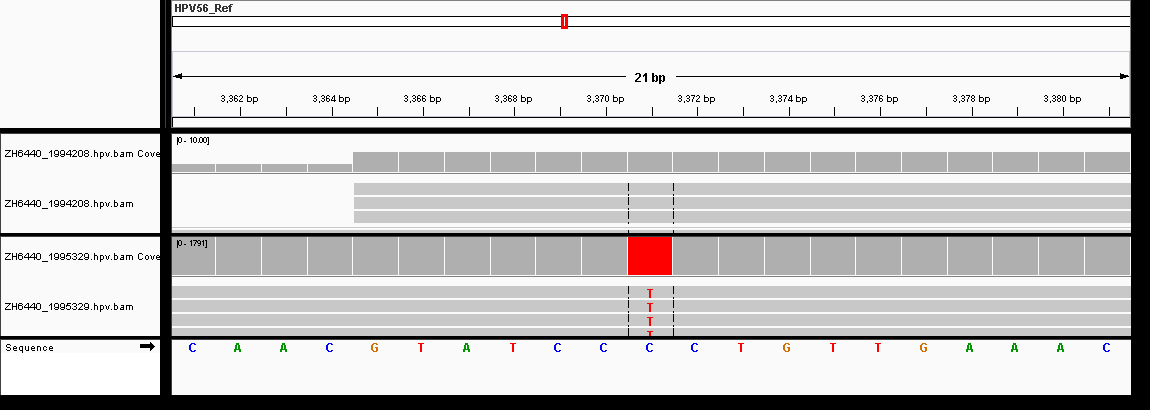 HPV56_Ref
21 bp
3,362 bp 3,364 bp 3,366 bp 3,368 bp 3,370 bp 3,372 bp 3,374 bp 3,376 bp 3,378 bp 3,380 bp
[0 - 10.00]
ZH6440_1994208.hpv.bam Cove
ZH6440_1994208.hpv.bam
[0 - 1791]
ZH6440_1995329.hpv.bam Cove
T
ZH6440_1995329.hpv.bam
T
T
T
Sequence C A A C G T A T C C C C T G T T G A A A C